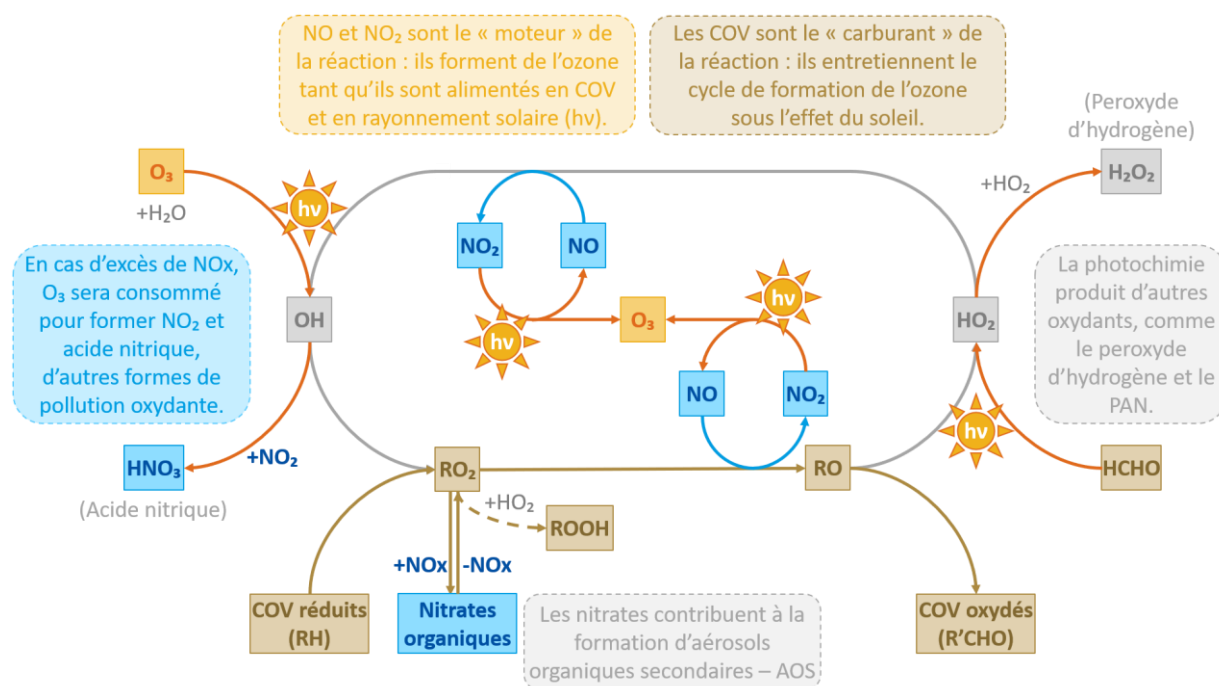 NO et NO₂ sont le « moteur » de
la réaction : ils forment de l'ozone
tant qu'ils sont alimentés en COV
et en rayonnement solaire (hν).
Les COV sont le « carburant » de
la réaction : ils entretiennent le
cycle de formation de l'ozone
sous l'effet du soleil.
(Peroxyde
d'hydrogène)
O₃
+H₂O
hν
NO₂
NO
+HO₂
H₂O₂
En cas d'excès de NOx,
O₃ sera consommé
pour former NO₂ et
acide nitrique,
d'autres formes de
pollution oxydante.
OH
hν
O₃
hν
HO₂
La photochimie
produit d'autres
oxydants, comme
le peroxyde
d'hydrogène et le
PAN.
NO
NO₂
hν
HNO₃
+NO₂
(Acide nitrique)
RO₂
RO
HCHO
+HO₂
ROOH
+NOx
-NOx
COV réduits
(RH)
Nitrates
organiques
Les nitrates contribuent à la
formation d'aérosols
organiques secondaires – AOS
COV oxydés
(R'CHO)